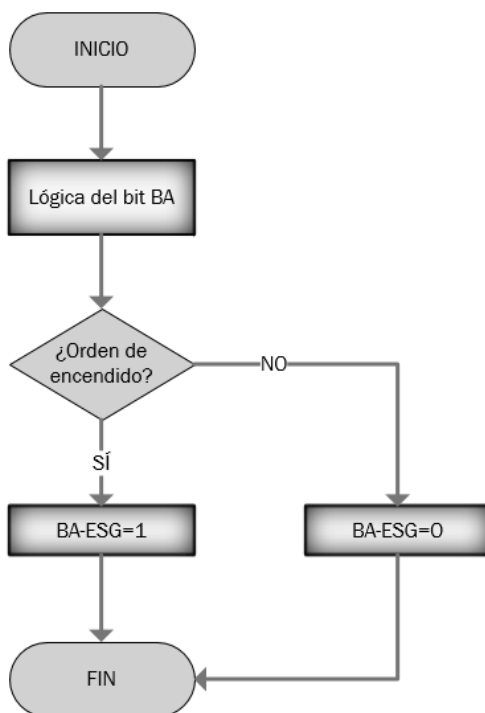 INICIO
Lógica del bit BA
¿Orden de
encendido?
NO
SÍ
BA-ESG=1
BA-ESG=0
FIN